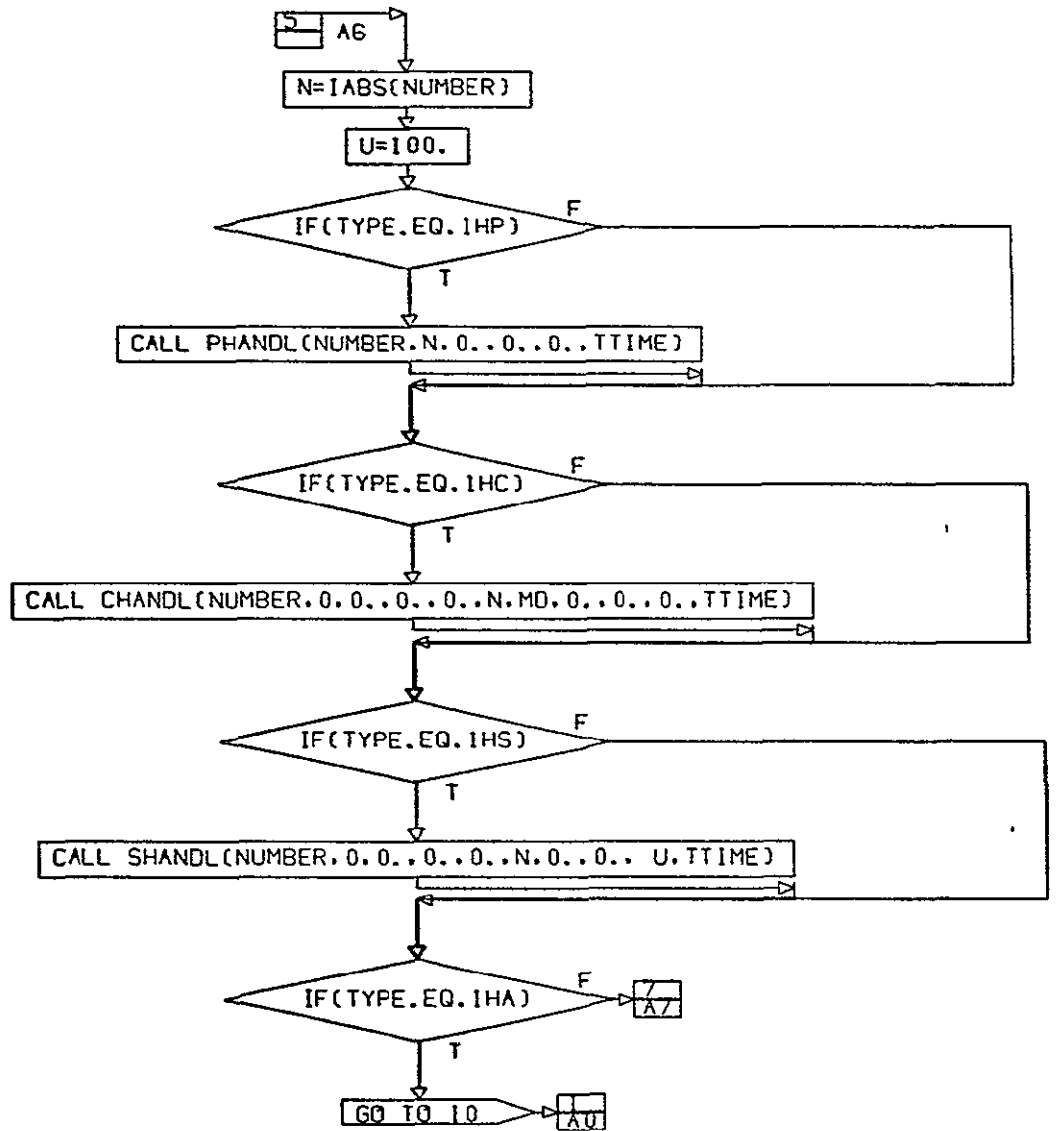 5
A6
N=IABS(NUMBER)
U=100.
IF(TYPE.EQ.1HP)
F
T
CALL PHANDL(NUMBER,N,0.,0.,0.,TTIME)
IF(TYPE.EQ.1HC)
F
T
CALL CHANDL(NUMBER,0,0.,0.,0.,N,MD,0.,0.,0.,TTIME)
IF(TYPE.EQ.1HS)
F
T
CALL SHANDL(NUMBER,0,0.,0.,0.,N,0.,0., U,TTIME)
IF(TYPE.EQ.1HA)
F
7
A7
T
GO TO 10
1
A0